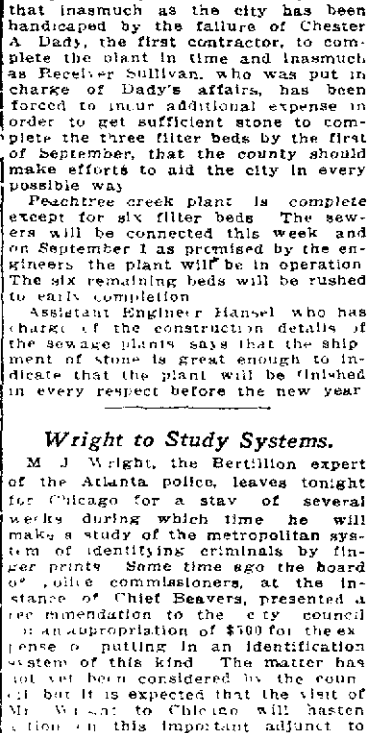 that inasmuch as the city has been
handicaped by the failure of Chester
A Dady, the first contractor, to com-
plete the plant in time and inasmuch
as Receiver Sullivan, who was put in
charge of Dady's affairs, has been
forced to incur additional expense in
order to get sufficient stone to com-
plete the three filter beds by the first
of September, that the county should
make efforts to aid the city in every
possible way
Peachtree creek plant is complete
except for six filter beds The sew-
ers will be connected this week and
on September 1 as promised by the en-
gineers the plant will be in operation
The six remaining beds will be rushed
to early completion
Assistant Engineer Hansel who has
charge of the construction details of
the sewage plants says that the ship
ment of stone is great enough to in-
dicate that the plant will be finished
in every respect before the new year
Wright to Study Systems.
M J Wright, the Bertillion expert
of the Atlanta police, leaves tonight
for Chicago for a stay of several
weeks during which time he will
make a study of the metropolitan sys-
tem of identifying criminals by fin-
ger prints Some time ago the board
of police commissioners, at the in-
stance of Chief Beavers, presented a
recommendation to the city council
an appropriation of $500 for the ex
pense of putting in an identification
system of this kind The matter has
not yet been considered by the coun
cil but it is expected that the visit of
Mr Wright to Chicago will hasten
action on this important adjunct to